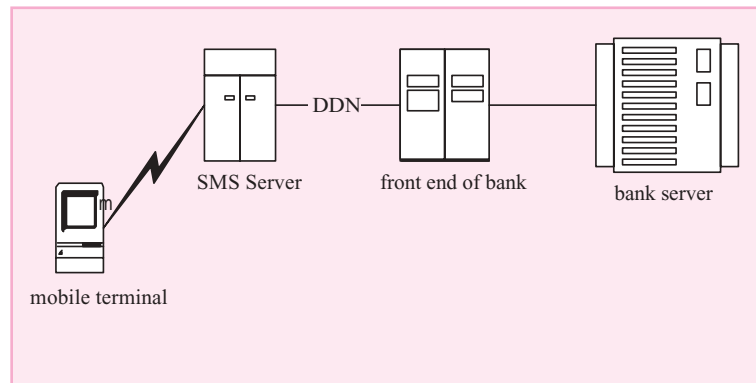 DDN
SMS Server
front end of bank
bank server
m
mobile terminal